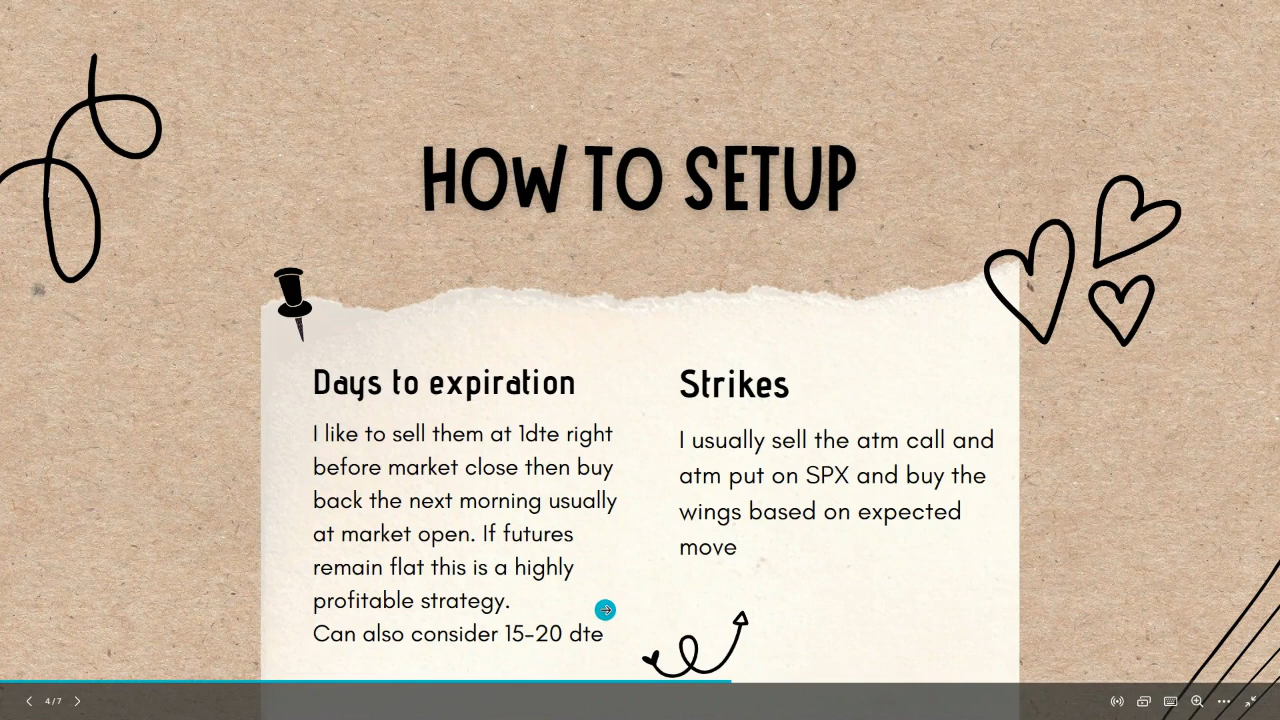 HOW TO SETUP
Days to expiration
I like to sell them at 1dte right
before market close then buy
back the next morning usually
at market open. If futures
remain flat this is a highly
profitable strategy.
Can also consider 15-20 dte
Strikes
I usually sell the atm call and
atm put on SPX and buy the
wings based on expected
move
4/7